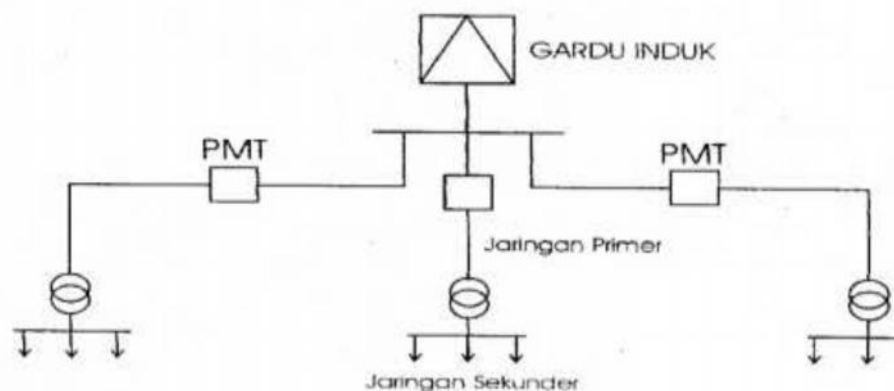 GARDU INDUK
PMT
PMT
Jaringan Primer
Jaringan Sekunder